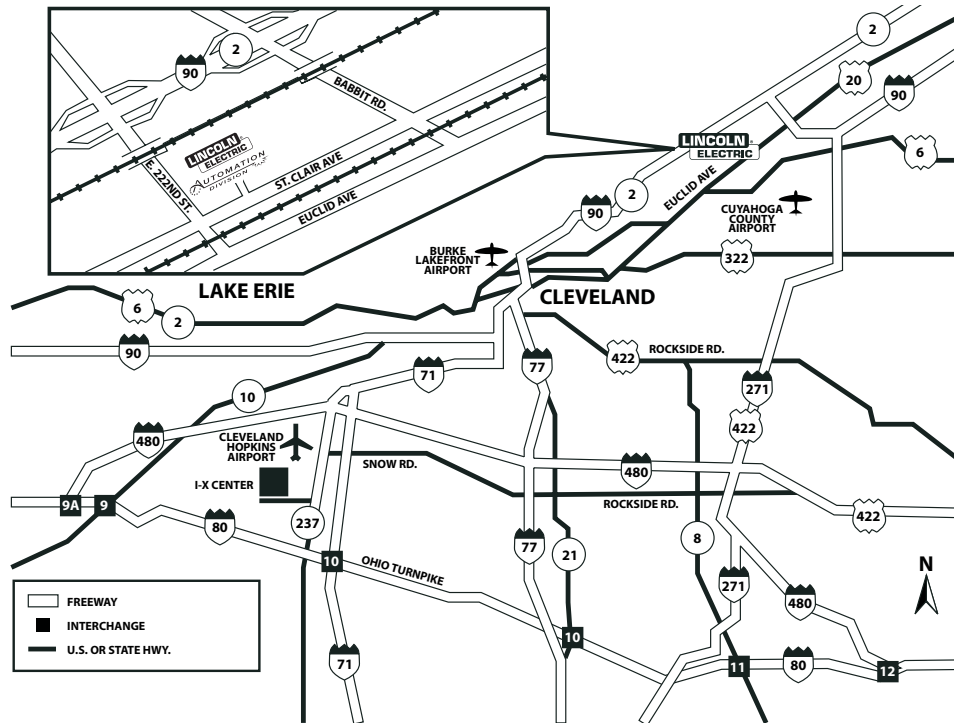 2
90
BABBIT RD.
LINCOLN
ELECTRIC
AUTOMATION
DIVISION
E. 222ND ST.
ST. CLAIR AVE
EUCLID AVE
2
20
90
LINCOLN
ELECTRIC
6
EUCLID AVE
2
90
CUYAHOGA
COUNTY
AIRPORT
BURKE
LAKEFRONT
AIRPORT
322
LAKE ERIE
CLEVELAND
6
2
90
71
77
422
ROCKSIDE RD.
271
10
422
480
CLEVELAND
HOPKINS
AIRPORT
SNOW RD.
480
I-X CENTER
ROCKSIDE RD.
9A
9
80
237
422
77
21
8
10
OHIO TURNPIKE
N
271
480
FREEWAY
INTERCHANGE
U.S. OR STATE HWY.
10
71
11
80
12